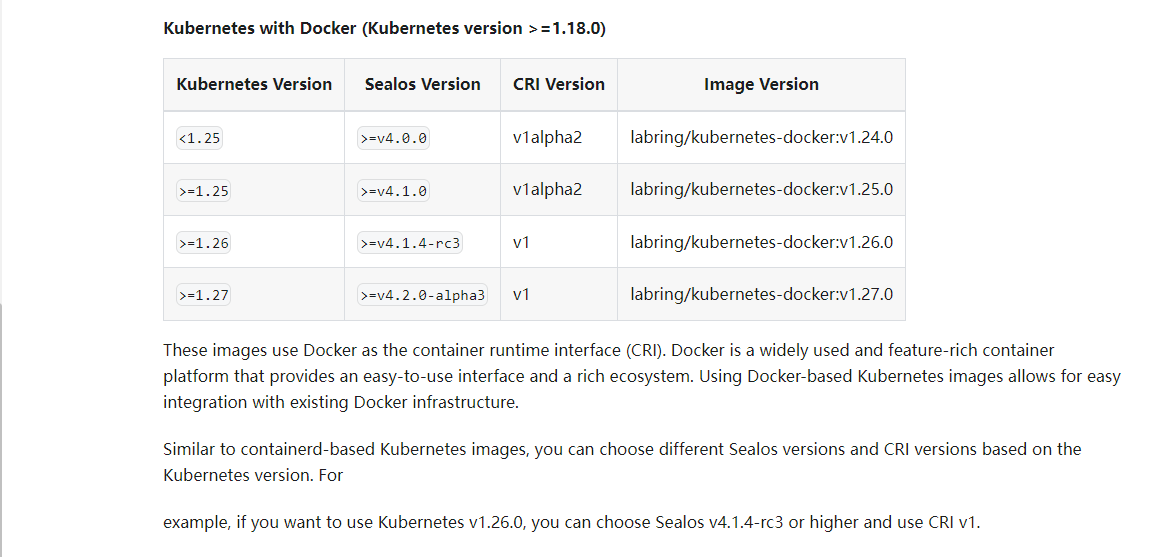 Kubernetes with Docker (Kubernetes version >=1.18.0)
Kubernetes Version Sealos Version CRI Version Image Version
<1.25 >=v4.0.0 v1alpha2 labring/kubernetes-docker:v1.24.0
>=1.25 >=v4.1.0 v1alpha2 labring/kubernetes-docker:v1.25.0
>=1.26 >=v4.1.4-rc3 v1 labring/kubernetes-docker:v1.26.0
>=1.27 >=v4.2.0-alpha3 v1 labring/kubernetes-docker:v1.27.0
These images use Docker as the container runtime interface (CRI). Docker is a widely used and feature-rich container
platform that provides an easy-to-use interface and a rich ecosystem. Using Docker-based Kubernetes images allows for easy
integration with existing Docker infrastructure.
Similar to containerd-based Kubernetes images, you can choose different Sealos versions and CRI versions based on the
Kubernetes version. For
example, if you want to use Kubernetes v1.26.0, you can choose Sealos v4.1.4-rc3 or higher and use CRI v1.